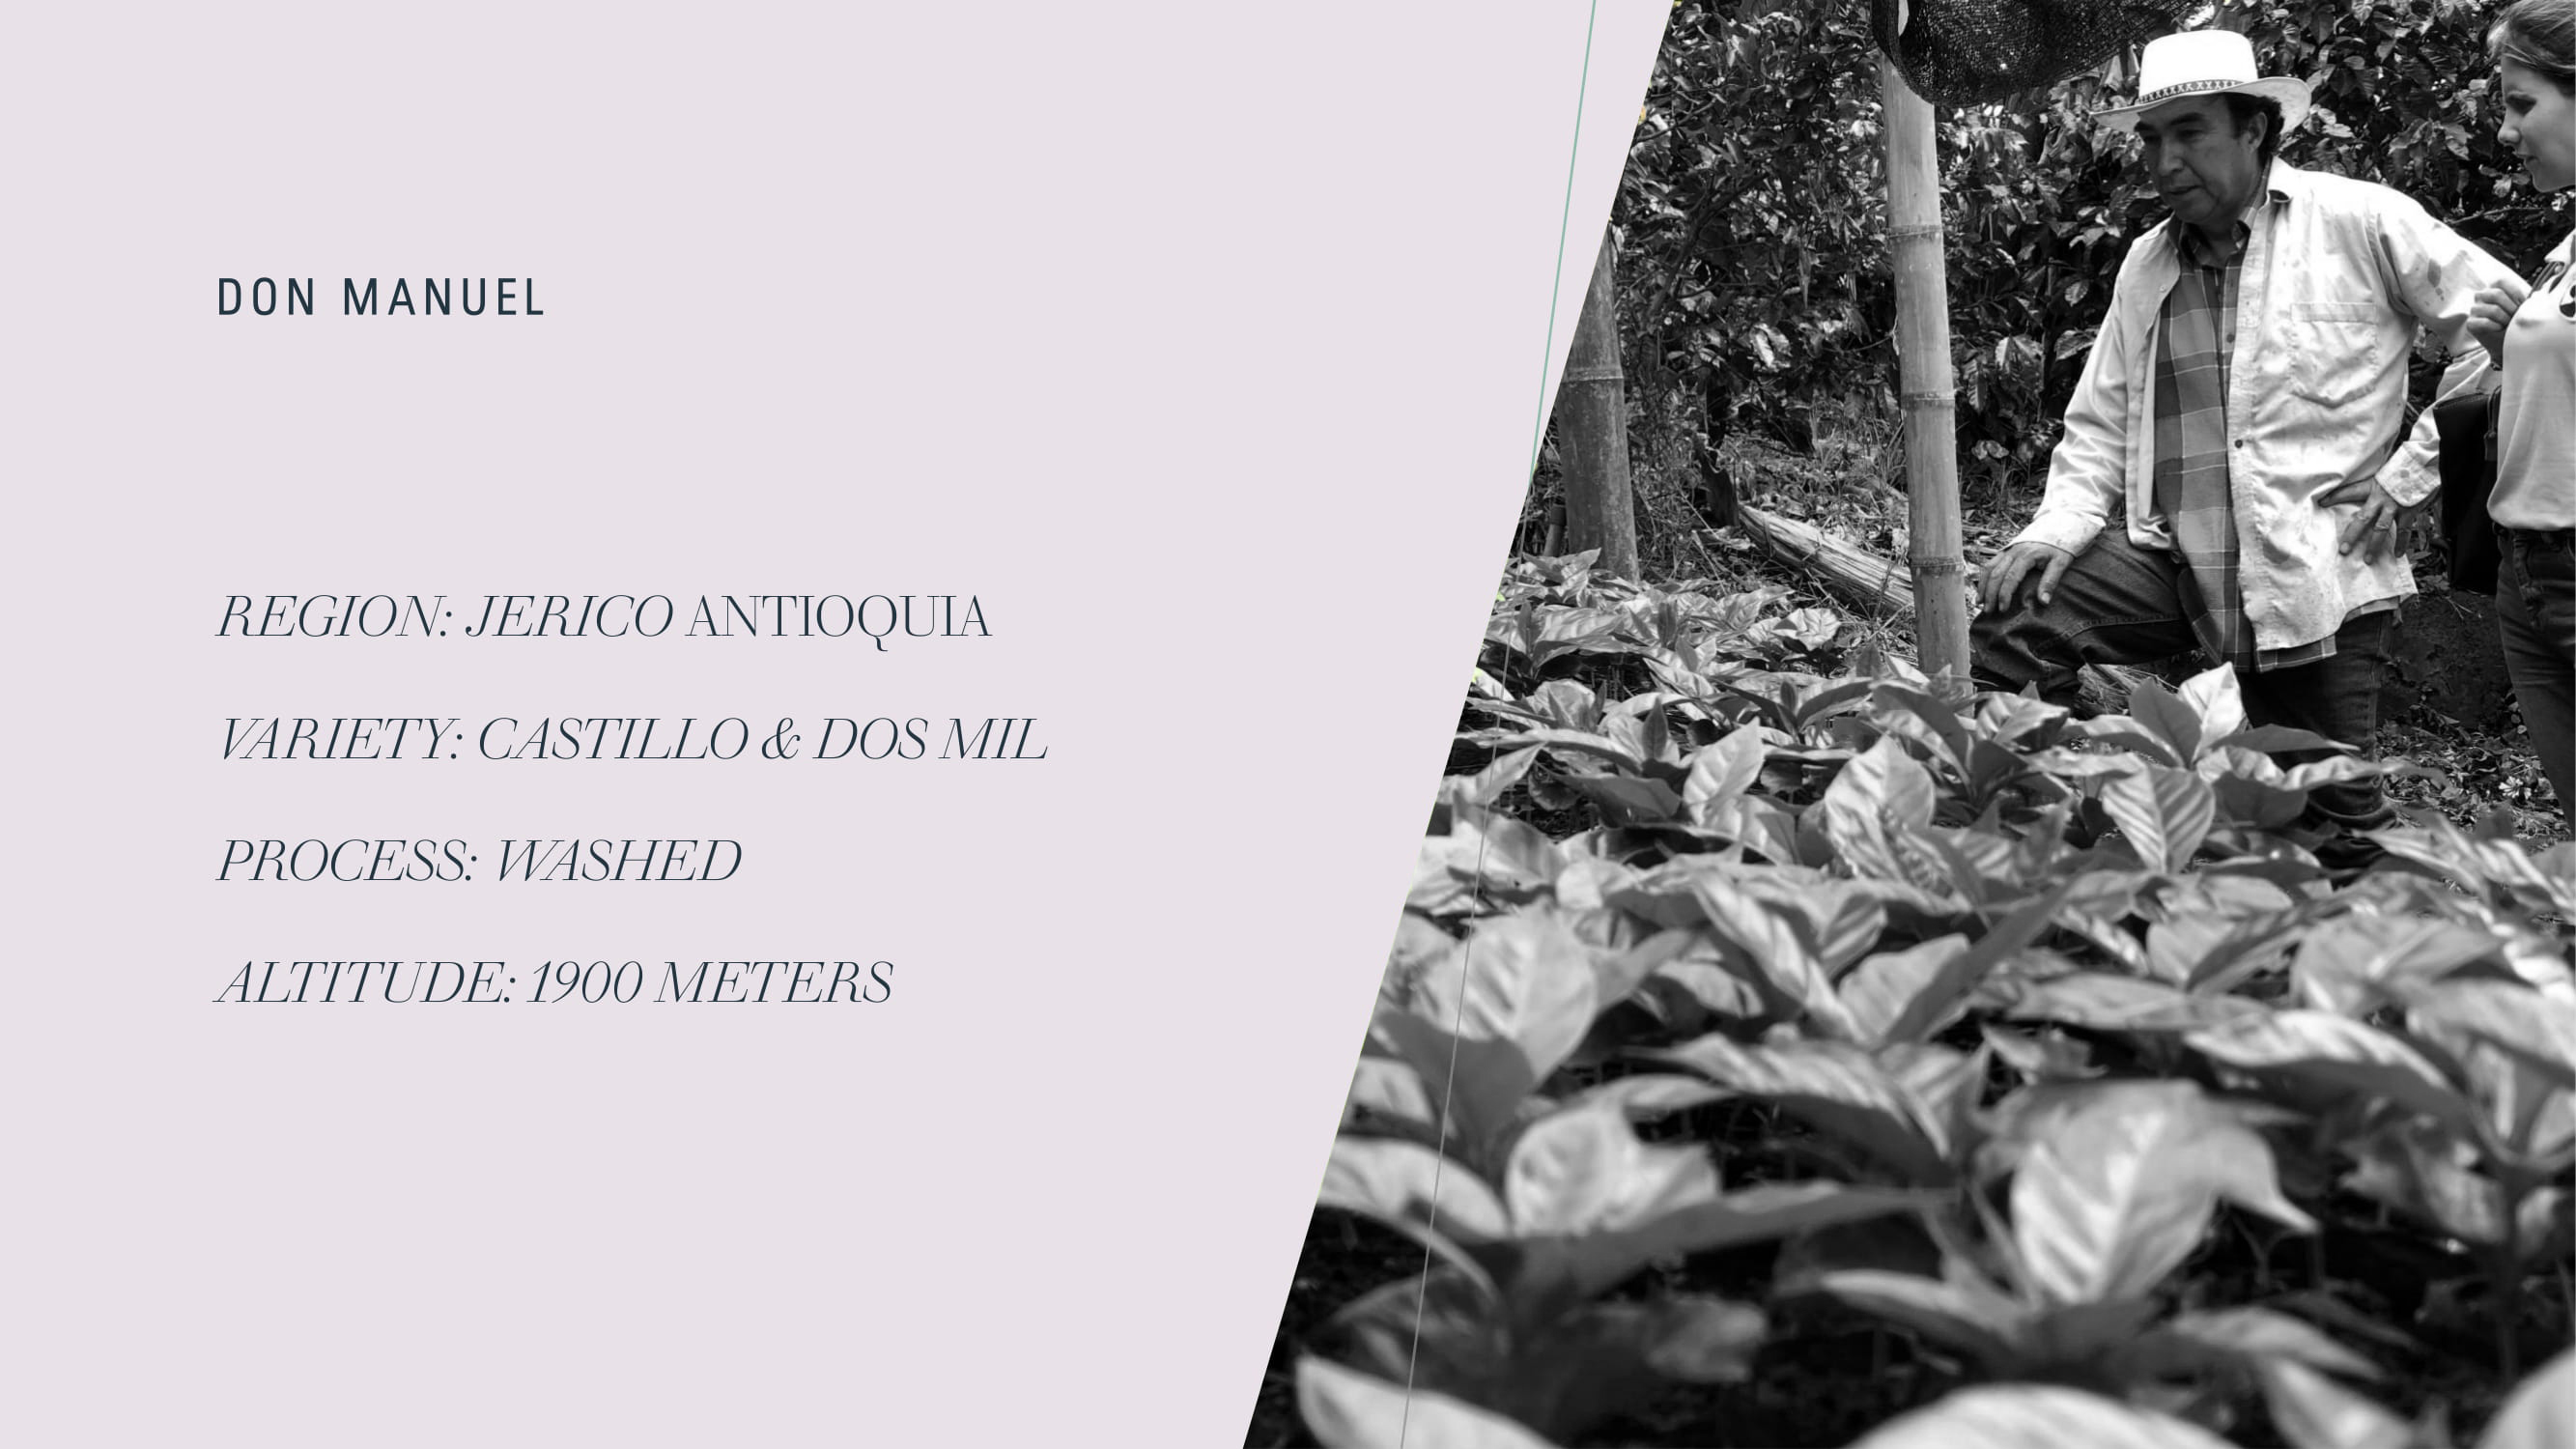 DON MANUEL
REGION: JERICO ANTIOQUIA
VARIETY: CASTILLO & DOS MIL
PROCESS: WASHED
ALTITUDE: 1900 METERS